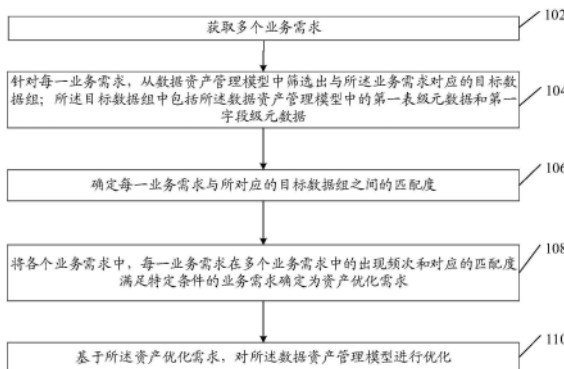 获取多个业务需求
102
针对每一业务需求，从数据资产管理模型中筛选出与所述业务需求对应的目标数
据组；所述目标数据组中包括所述数据资产管理模型中的第一表级元数据和第一
字段级元数据
104
确定每一业务需求与所对应的目标数据组之间的匹配度
106
将各个业务需求中，每一业务需求在多个业务需求中的出现频次和对应的匹配度
满足特定条件的业务需求确定为资产优化需求
108
基于所述资产优化需求，对所述数据资产管理模型进行优化
110